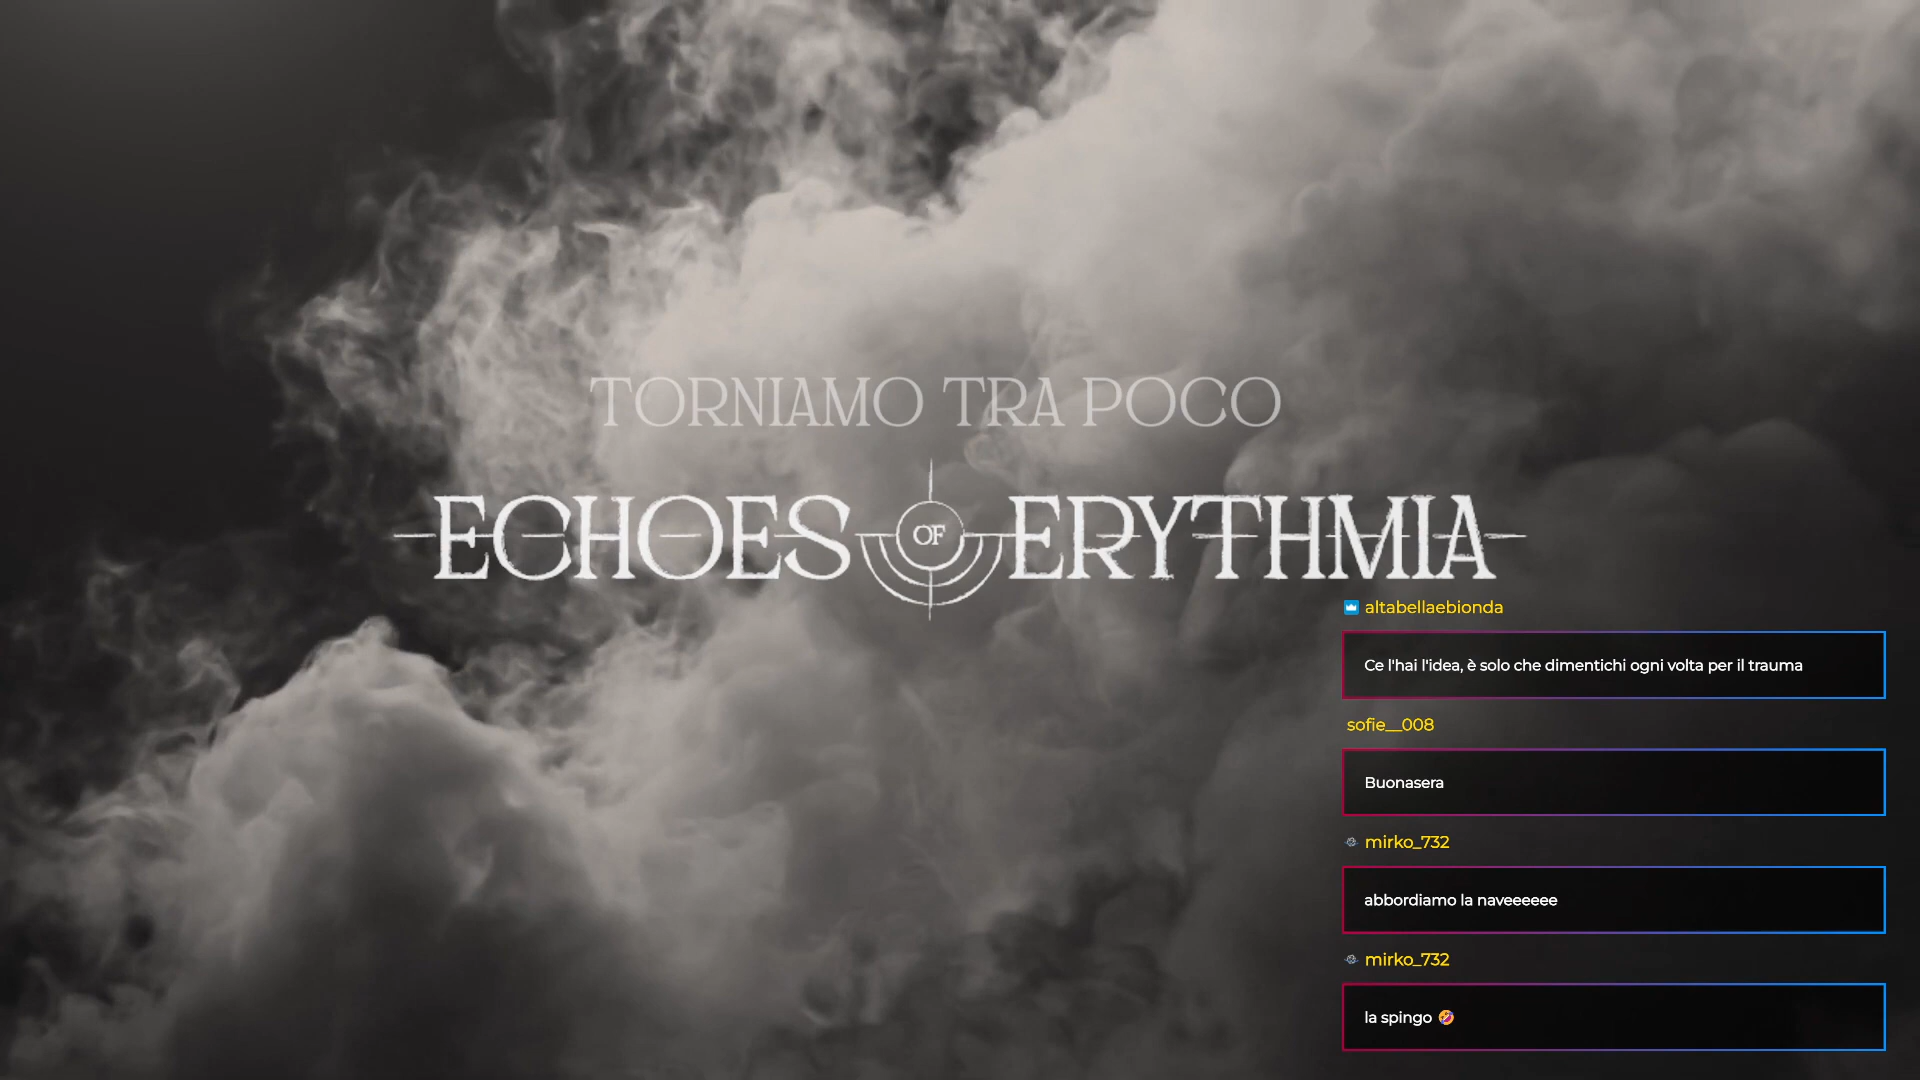 TORNIAMO TRA POCO
ECHOES OF ERYTHMIA
altabellaebionda
Ce l'hai l'idea, è solo che dimentichi ogni volta per il trauma
sofie__008
Buonasera
mirko_732
abbordiamo la naveeeeee
mirko_732
la spingo 🤣